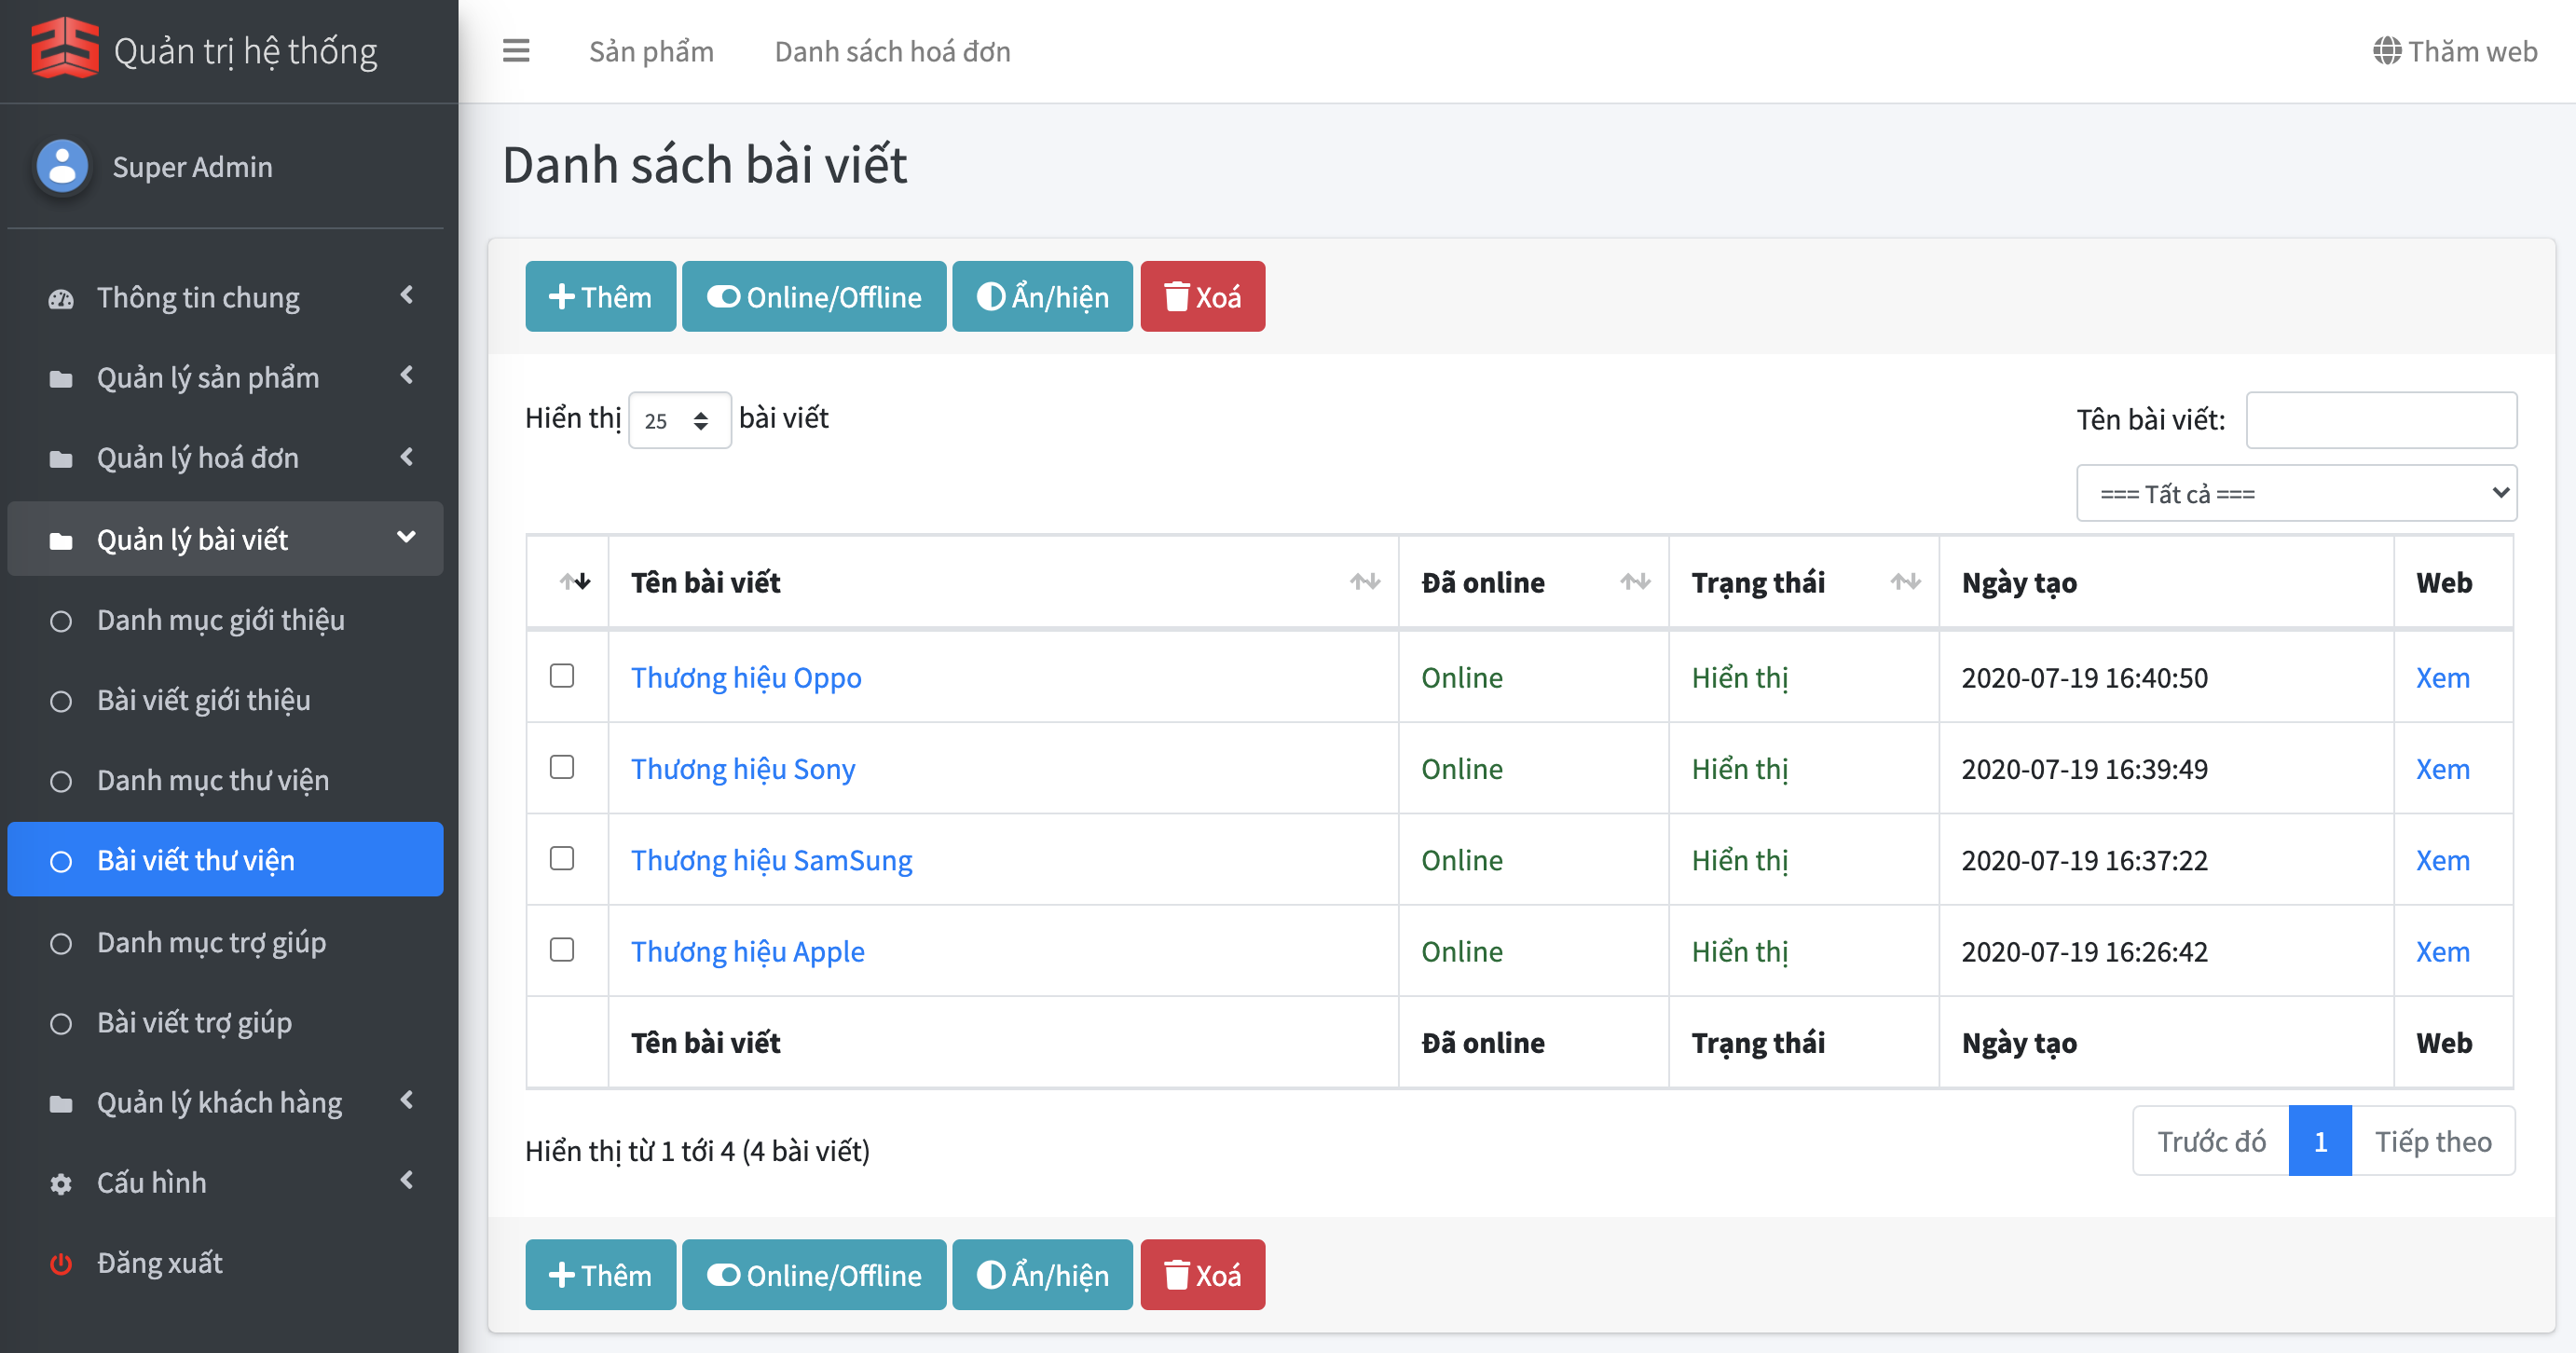 Quản trị hệ thống
Super Admin
Thông tin chung
Quản lý sản phẩm
Quản lý hoá đơn
Quản lý bài viết
Danh mục giới thiệu
Bài viết giới thiệu
Danh mục thư viện
Bài viết thư viện
Danh mục trợ giúp
Bài viết trợ giúp
Quản lý khách hàng
Cấu hình
Đăng xuất
Sản phẩm Danh sách hoá đơn Thăm web
Danh sách bài viết
Thêm Online/Offline Ẩn/hiện Xoá
Hiển thị 25 bài viết Tên bài viết:
=== Tất cả ===
Tên bài viết Đã online Trạng thái Ngày tạo Web
Thương hiệu Oppo Online Hiển thị 2020-07-19 16:40:50 Xem
Thương hiệu Sony Online Hiển thị 2020-07-19 16:39:49 Xem
Thương hiệu SamSung Online Hiển thị 2020-07-19 16:37:22 Xem
Thương hiệu Apple Online Hiển thị 2020-07-19 16:26:42 Xem
Tên bài viết Đã online Trạng thái Ngày tạo Web
Hiển thị từ 1 tới 4 (4 bài viết) Trước đó 1 Tiếp theo
Thêm Online/Offline Ẩn/hiện Xoá